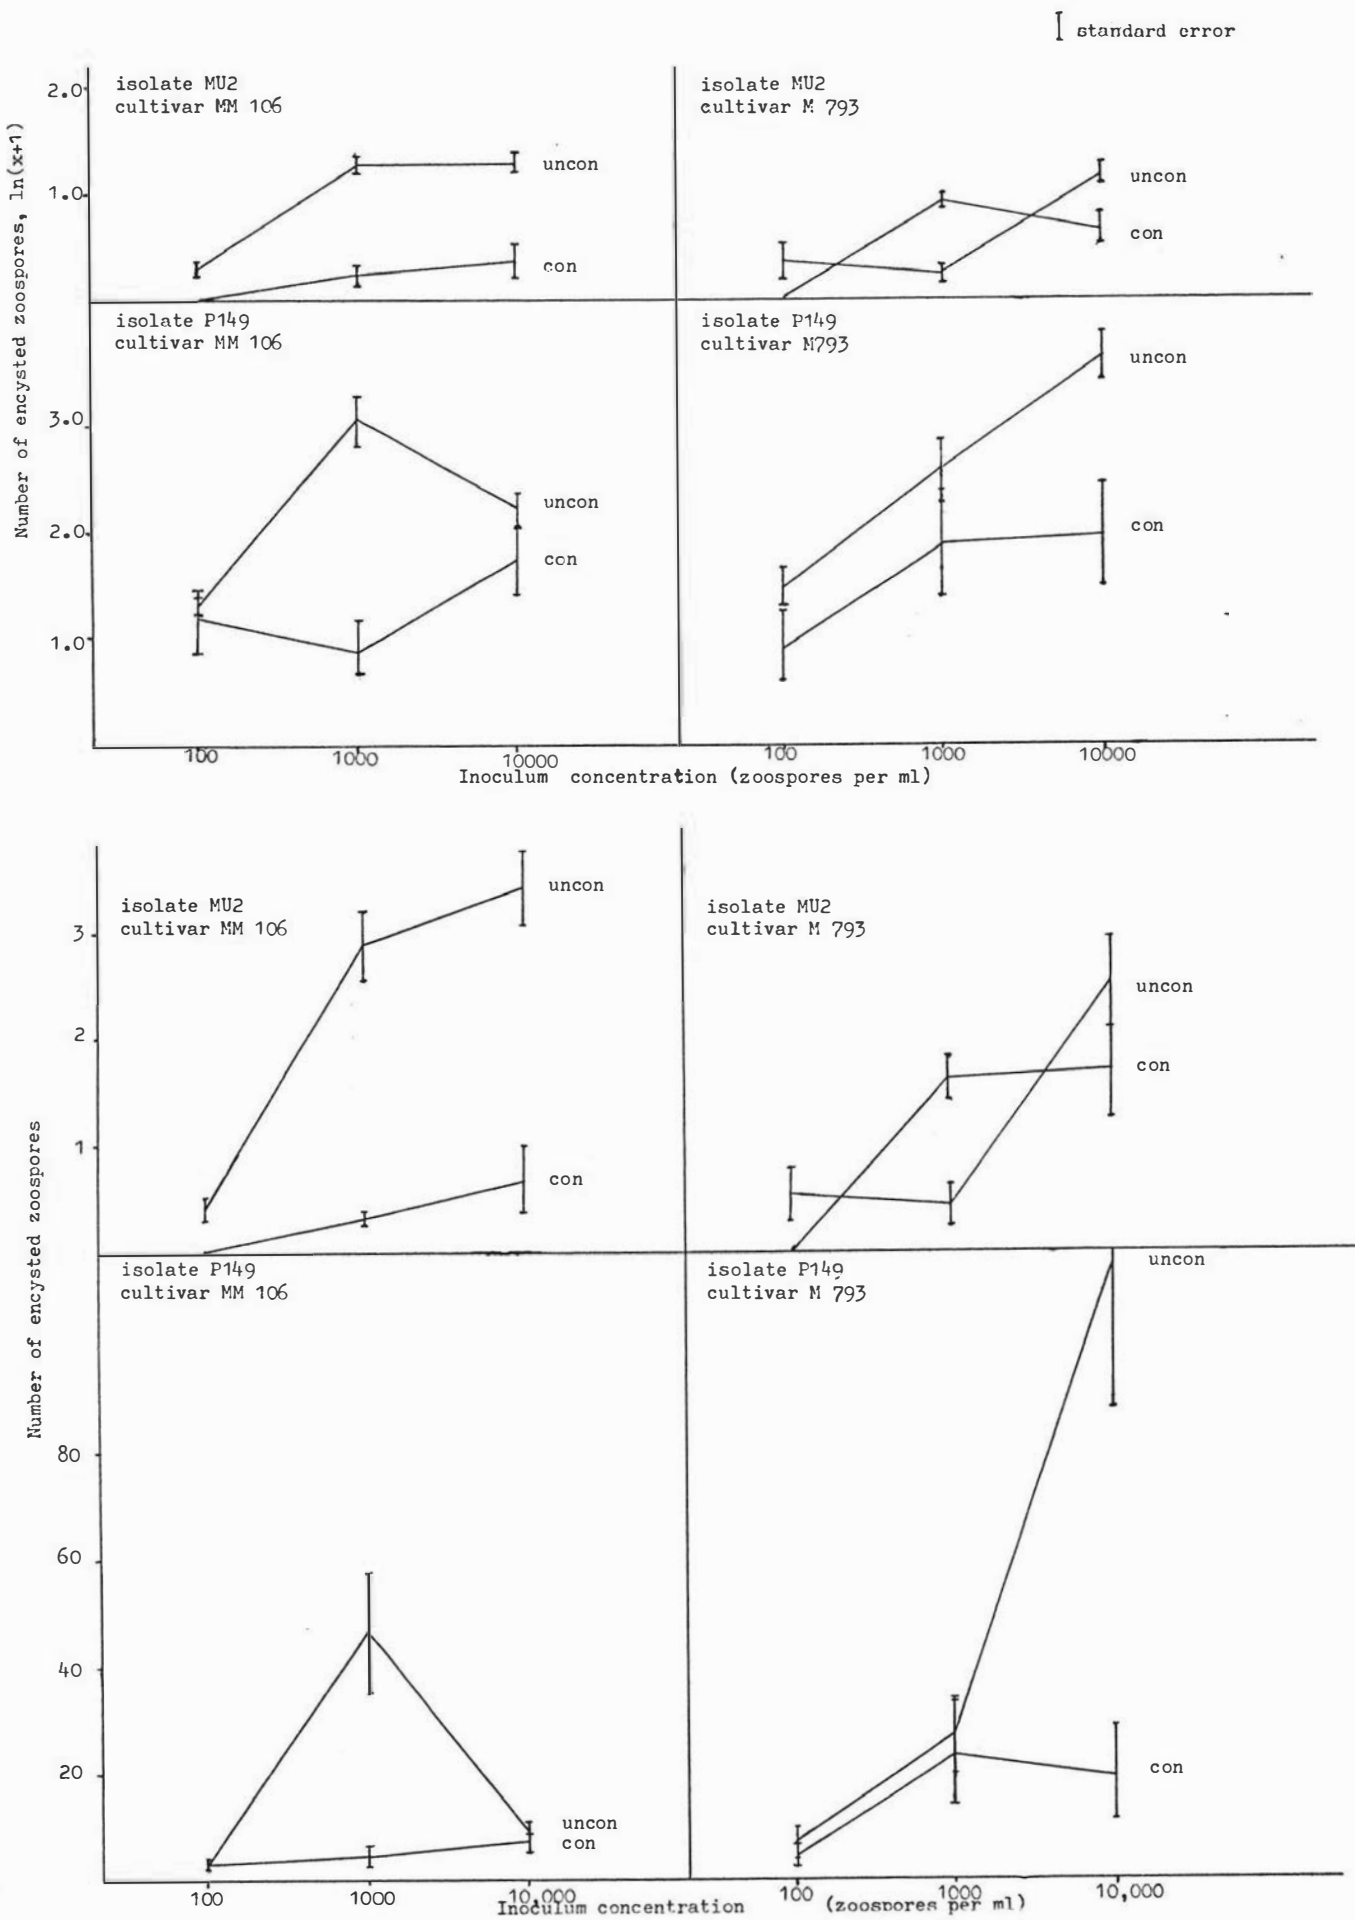 standard error
isolate MU2
cultivar MM 106
isolate MU2
cultivar M 793
2.0
1.0
uncon
con
uncon
con
Number of encysted zoospores, ln(x+1)
isolate P149
cultivar MM 106
isolate P149
cultivar M793
3.0
2.0
1.0
uncon
con
uncon
con
100 1000 10000 100 1000 10000
Inoculum concentration (zoospores per ml)
isolate MU2
cultivar MM 106
isolate MU2
cultivar M 793
3
2
1
uncon
con
uncon
con
Number of encysted zoospores
isolate P149
cultivar MM 106
isolate P149
cultivar M 793
80
60
40
20
uncon
con
uncon
con
100 1000 10,000 100 1000 10,000
Inoculum concentration (zoospores per ml)